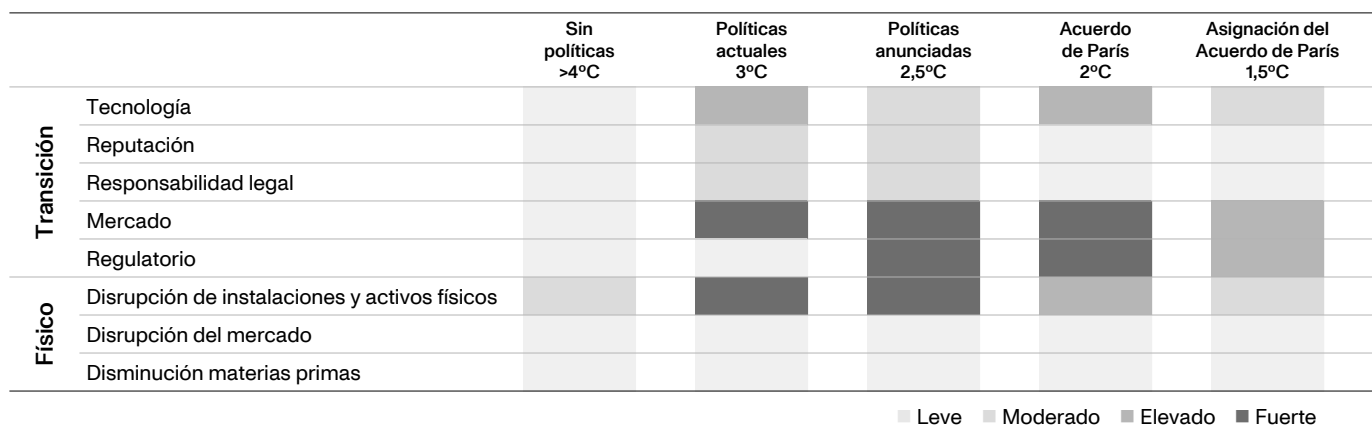 Sin
políticas
>4ºC
Políticas
actuales
3ºC
Políticas
anunciadas
2,5ºC
Acuerdo
de París
2ºC
Asignación del
Acuerdo de París
1,5ºC
Transición
Tecnología
Reputación
Responsabilidad legal
Mercado
Regulatorio
Físico
Disrupción de instalaciones y activos físicos
Disrupción del mercado
Disminución materias primas
Leve Moderado Elevado Fuerte